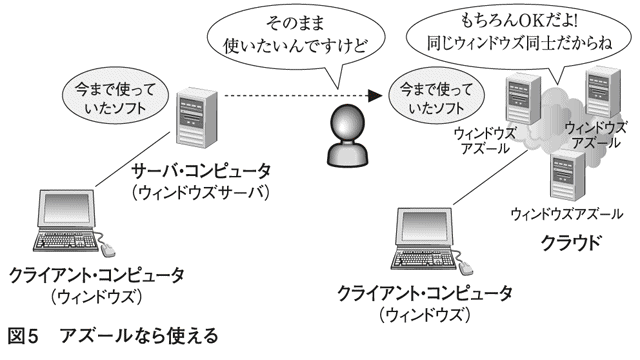 そのまま
使いたいんですけど
もちろんOKだよ!
同じウィンドウズ同士だからね
今まで使って
いたソフト
今まで使って
いたソフト
ウィンドウズ
アズール
ウィンドウズ
アズール
サーバ・コンピュータ
(ウィンドウズサーバ)
ウィンドウズアズール
クラウド
クライアント・コンピュータ
(ウィンドウズ)
クライアント・コンピュータ
(ウィンドウズ)
図5 アズールなら使える